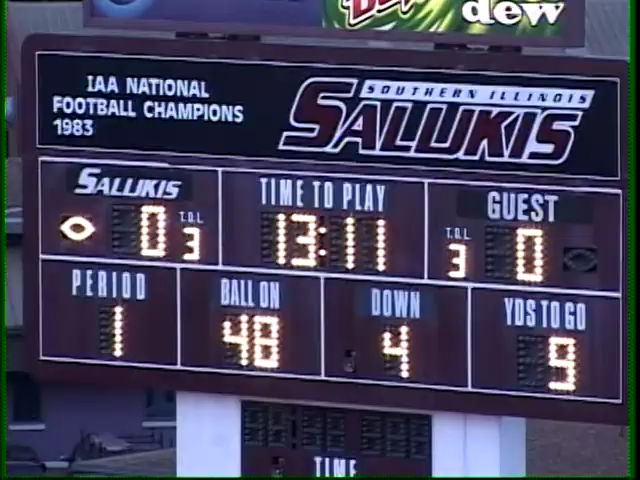 dew
IAA NATIONAL
FOOTBALL CHAMPIONS
1983
SOUTHERN ILLINOIS
SALUKIS
SALUKIS
TIME TO PLAY
GUEST
0
T.O.L
3
13:11
T.O.L
3
0
PERIOD
BALL ON
DOWN
YDS TO GO
1
48
4
9
TIME